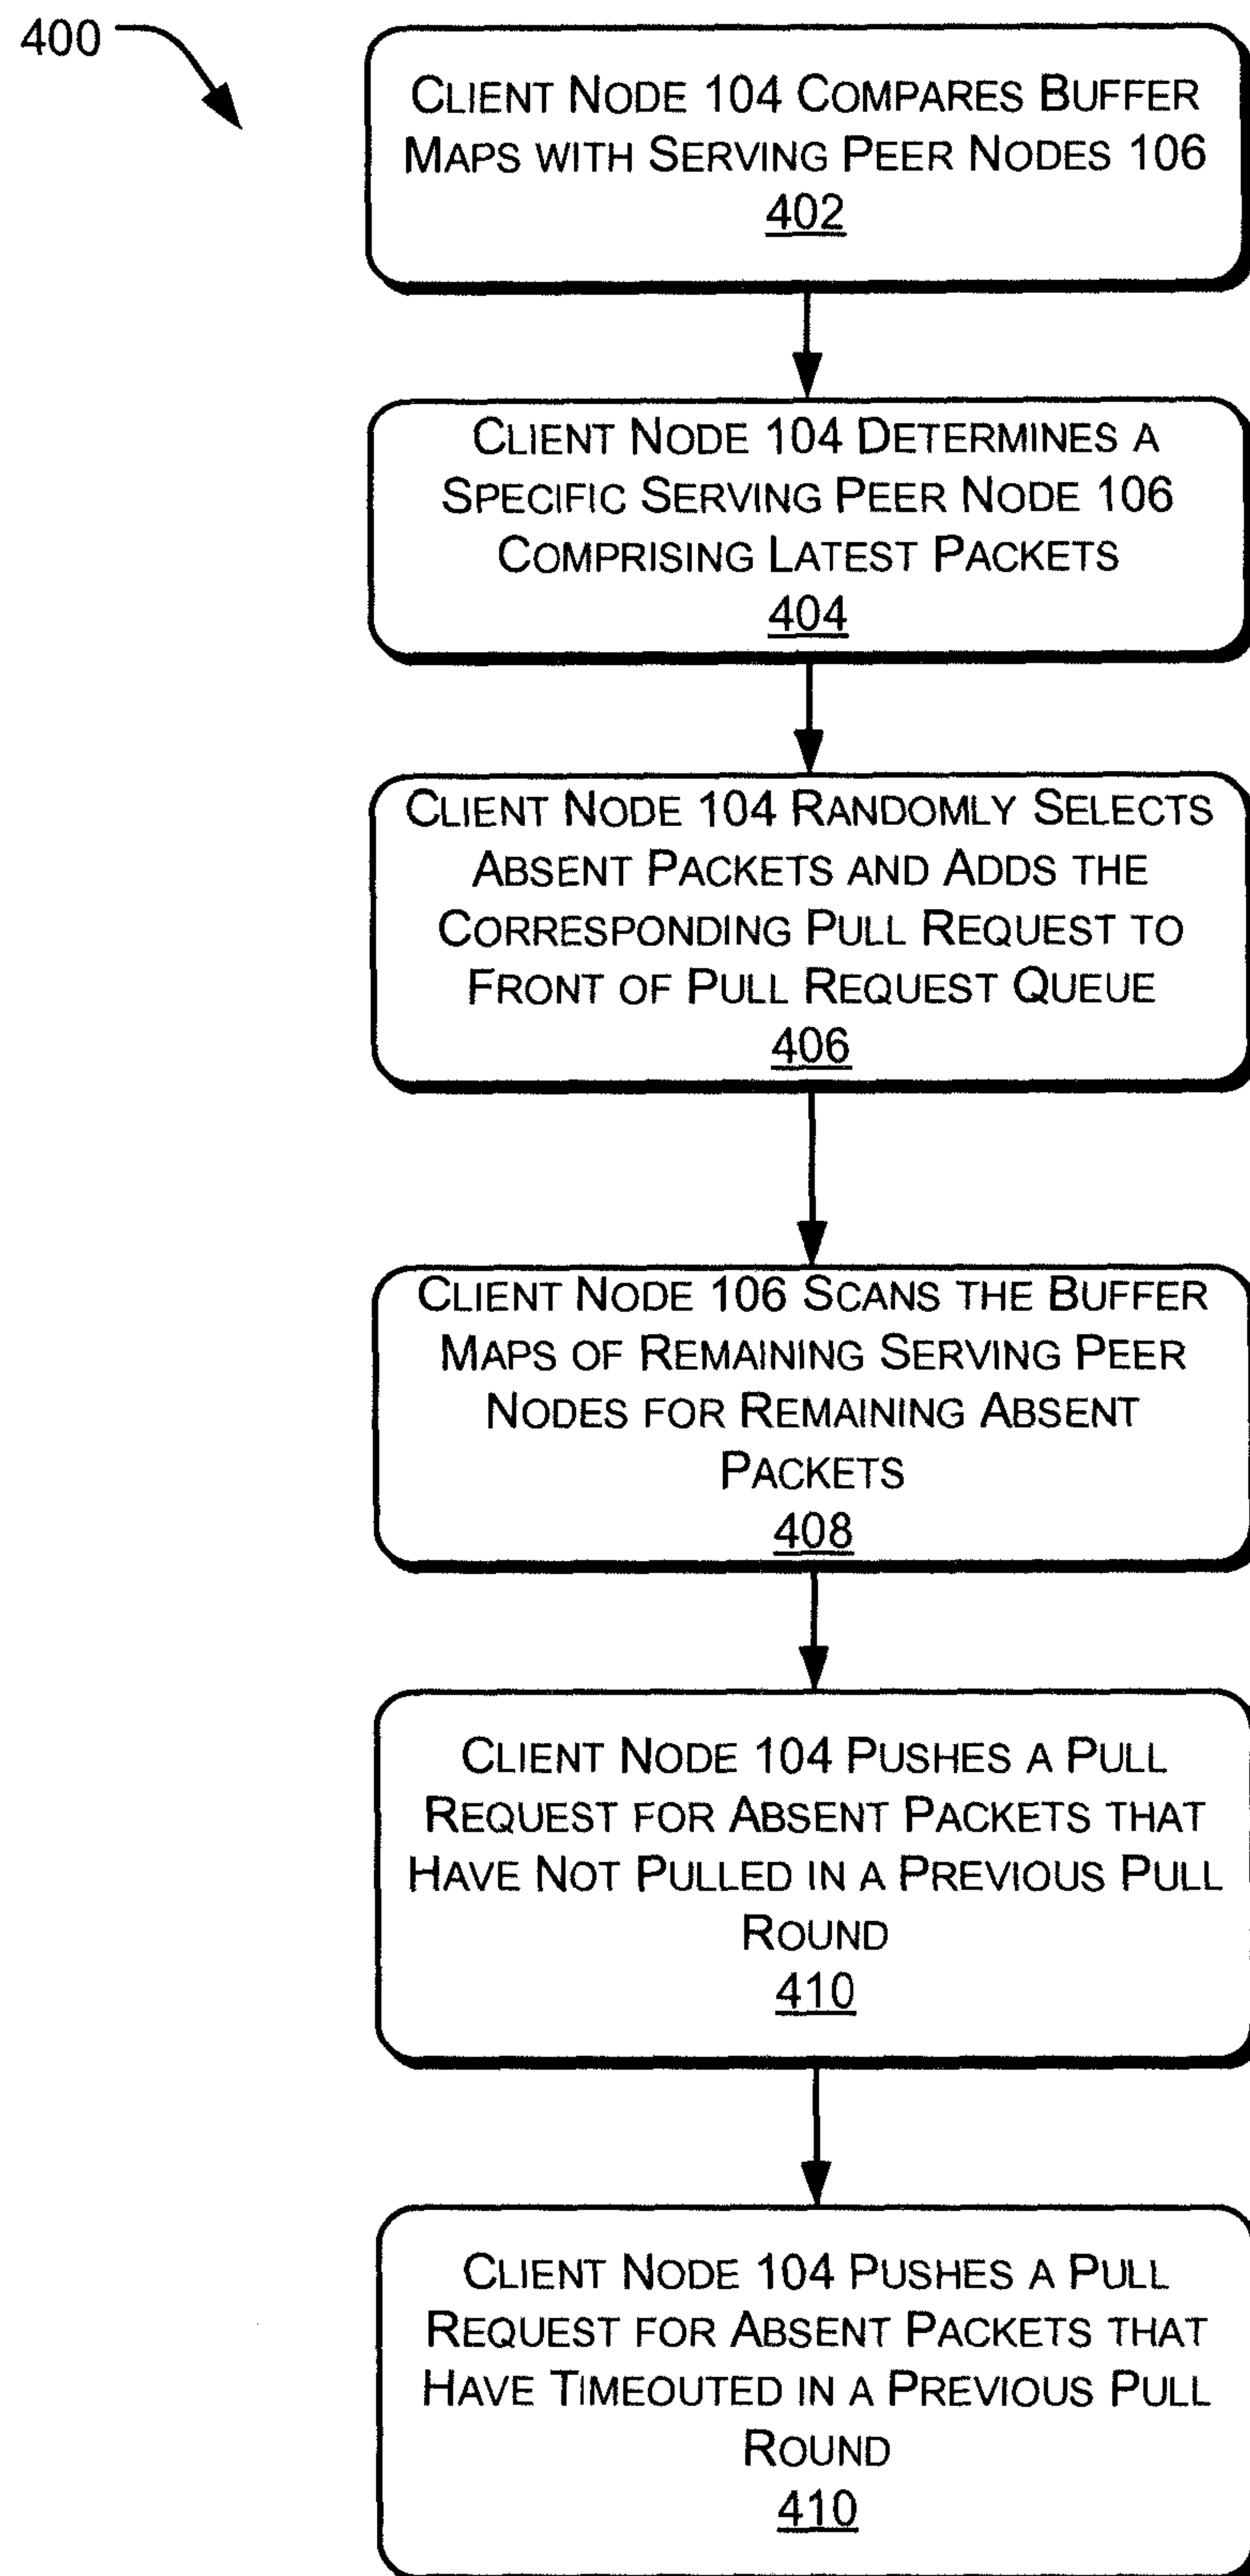 400
CLIENT NODE 104 COMPARES BUFFER
MAPS WITH SERVING PEER NODES 106
402
CLIENT NODE 104 DETERMINES A
SPECIFIC SERVING PEER NODE 106
COMPRISING LATEST PACKETS
404
CLIENT NODE 104 RANDOMLY SELECTS
ABSENT PACKETS AND ADDS THE
CORRESPONDING PULL REQUEST TO
FRONT OF PULL REQUEST QUEUE
406
CLIENT NODE 106 SCANS THE BUFFER
MAPS OF REMAINING SERVING PEER
NODES FOR REMAINING ABSENT
PACKETS
408
CLIENT NODE 104 PUSHES A PULL
REQUEST FOR ABSENT PACKETS THAT
HAVE NOT PULLED IN A PREVIOUS PULL
ROUND
410
CLIENT NODE 104 PUSHES A PULL
REQUEST FOR ABSENT PACKETS THAT
HAVE TIMEOUTED IN A PREVIOUS PULL
ROUND
410